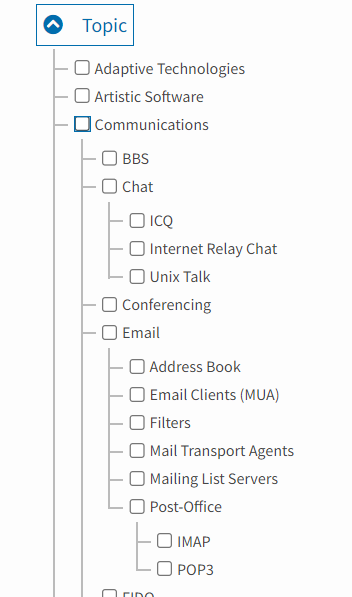 Topic
Adaptive Technologies
Artistic Software
Communications
BBS
Chat
ICQ
Internet Relay Chat
Unix Talk
Conferencing
Email
Address Book
Email Clients (MUA)
Filters
Mail Transport Agents
Mailing List Servers
Post-Office
IMAP
POP3
FIDO